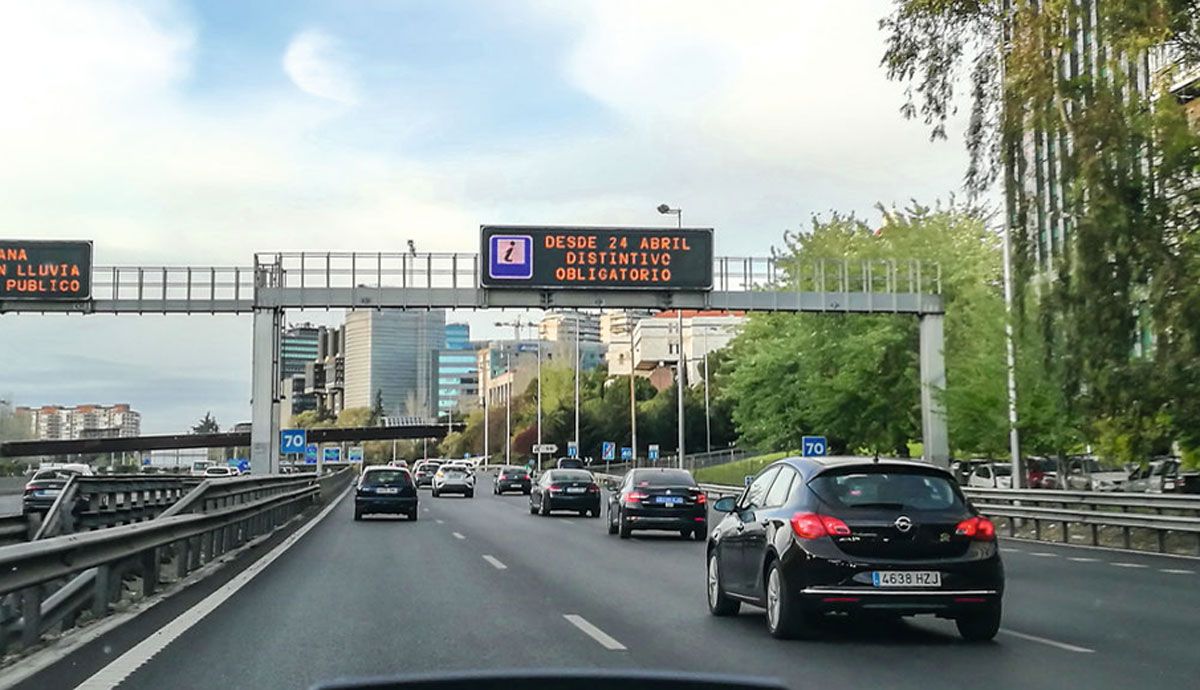 ANA
N LLUVIA
PUBLICO
i
DESDE 24 ABRIL
DISTINTIVO
OBLIGATORIO
70
70
4638 HZJ